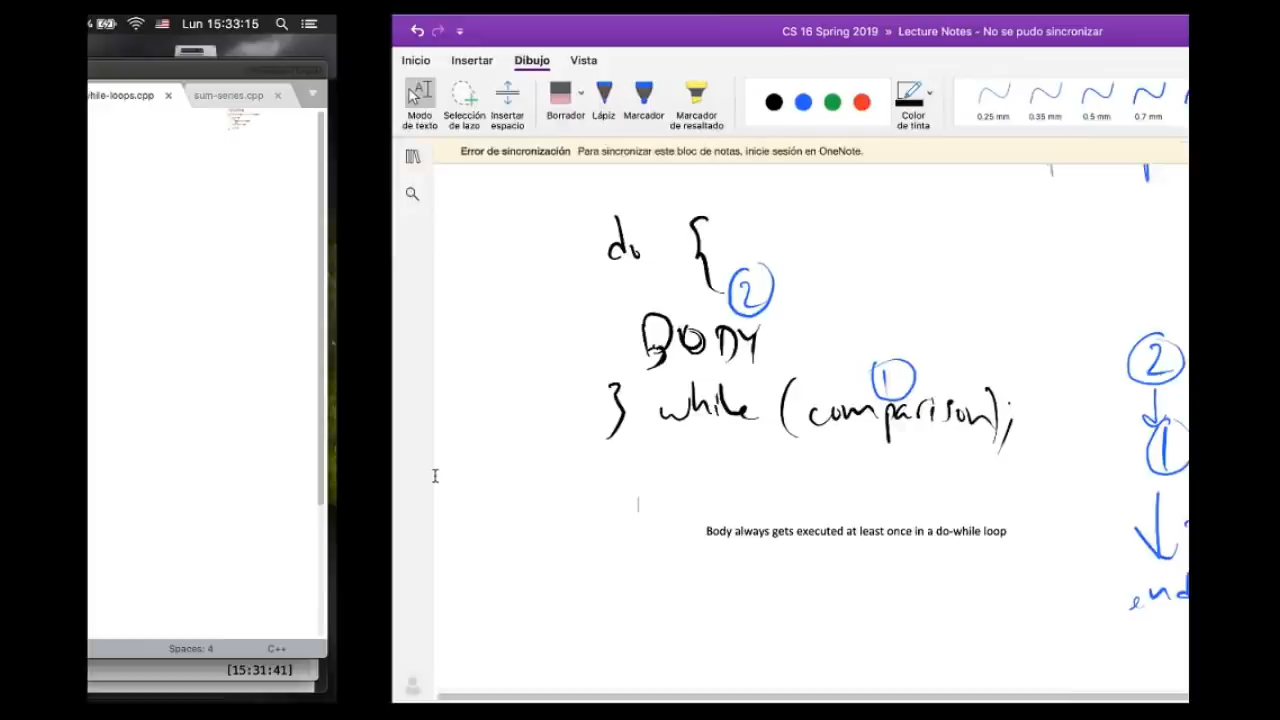 Lun 15:33:15
CS 16 Spring 2019 » Lecture Notes - No se pudo sincronizar
Inicio Insertar Dibujo Vista
hile-loops.cpp × sum-series.cpp ×
Modo de texto
Selección de lazo
Insertar espacio
Borrador
Lápiz
Marcador
Marcador de resaltado
Color de tinta
0.25 mm 0.35 mm 0.5 mm 0.7 mm
Error de sincronización Para sincronizar este bloc de notas, inicie sesión en OneNote.
do {
2
BODY
1
} while (comparison);
2
1
end
Body always gets executed at least once in a do-while loop
Spaces: 4 C++
[15:31:41]